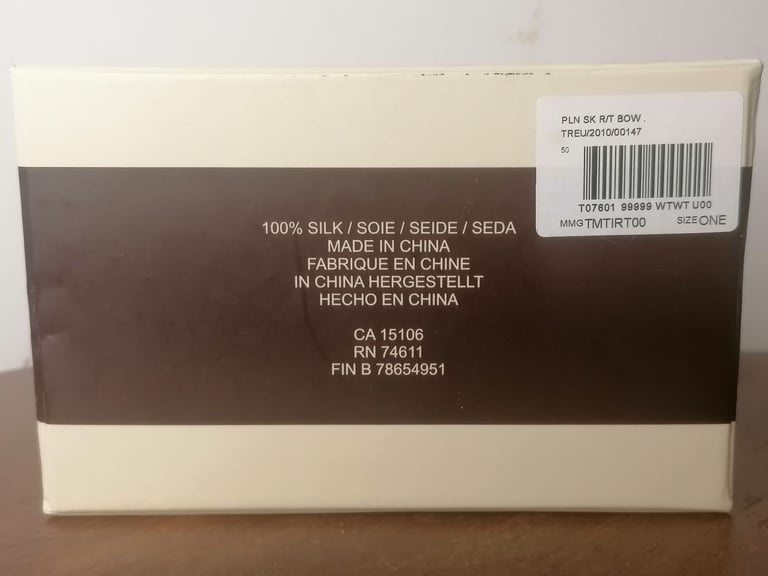 PLN SK R/T BOW .
TREU/2010/00147
50
T07601 99999 WTWT U00
MMG TMTIRT00 SIZE ONE
100% SILK / SOIE / SEIDE / SEDA
MADE IN CHINA
FABRIQUE EN CHINE
IN CHINA HERGESTELLT
HECHO EN CHINA
CA 15106
RN 74611
FIN B 78654951